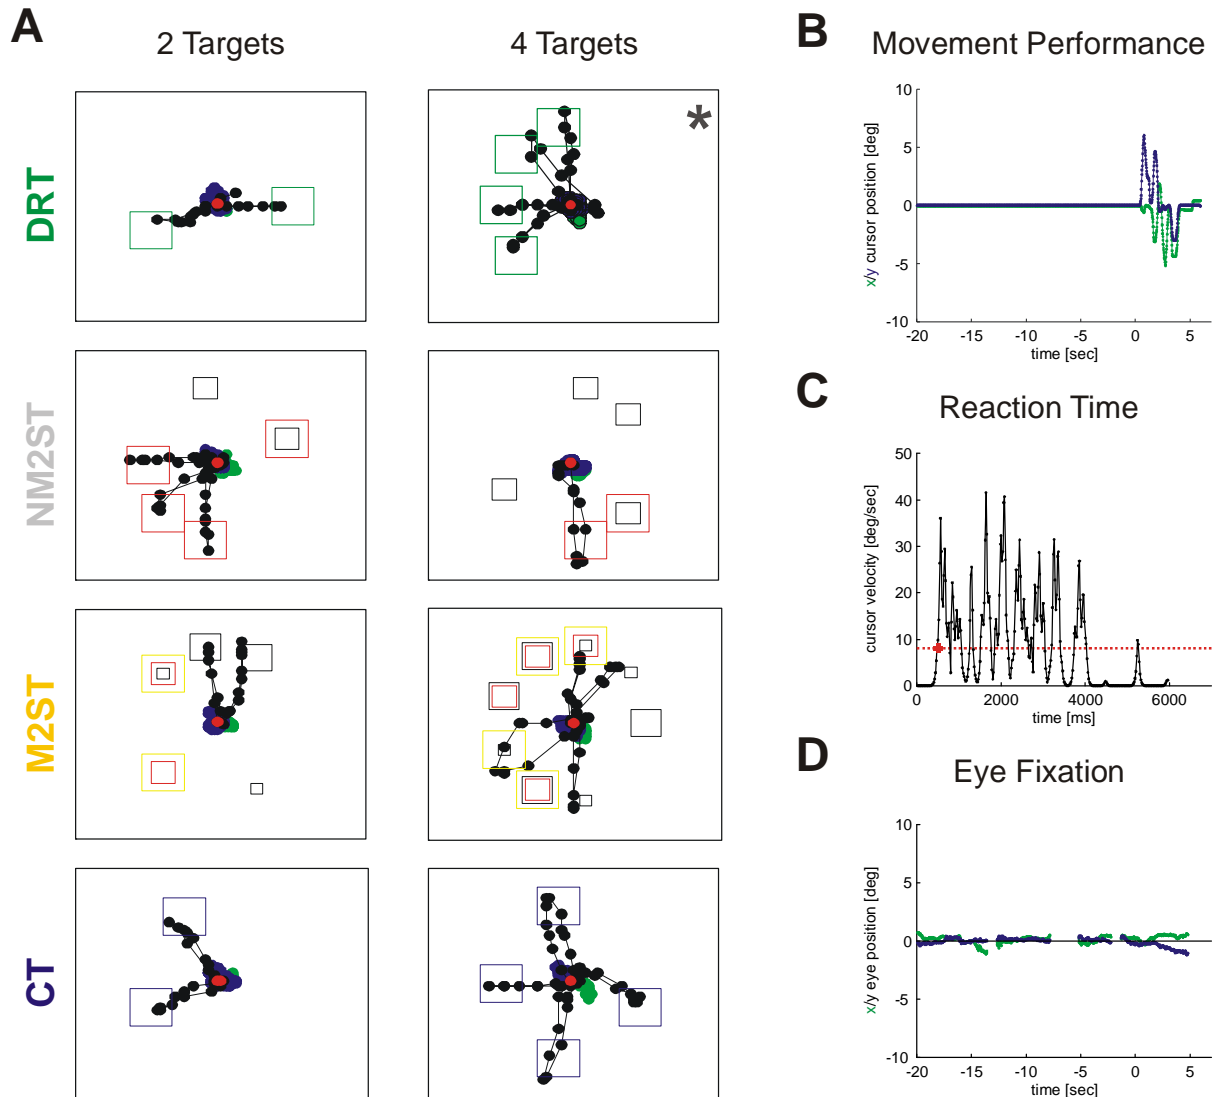 A
2 Targets
4 Targets
DRT
*
NM2ST
M2ST
CT
B
Movement Performance
x/y cursor position [deg]
10
5
0
-5
-10
-20
-15
-10
-5
0
5
time [sec]
C
Reaction Time
cursor velocity [deg/sec]
50
40
30
20
10
0
0
2000
4000
6000
time [ms]
D
Eye Fixation
x/y eye position [deg]
10
5
0
-5
-10
-20
-15
-10
-5
0
5
time [sec]